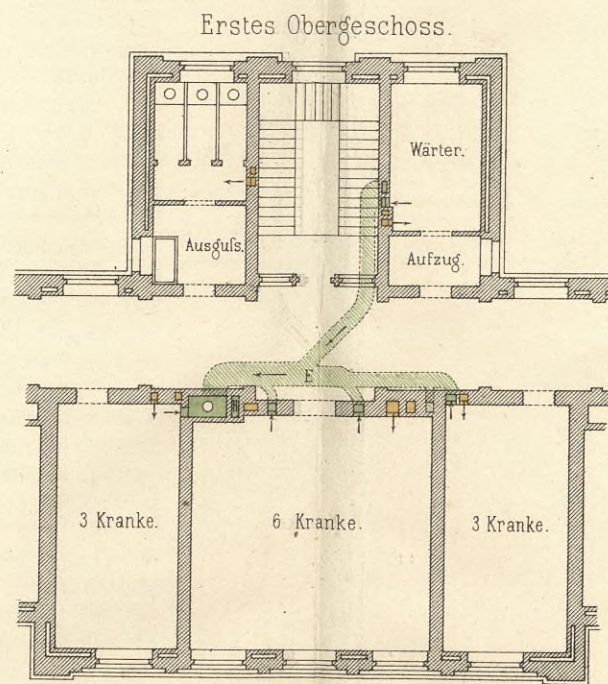 Erstes Obergeschoss.
Wärter.
Ausguſs.
Aufzug.
E
3 Kranke.
6 Kranke.
3 Kranke.